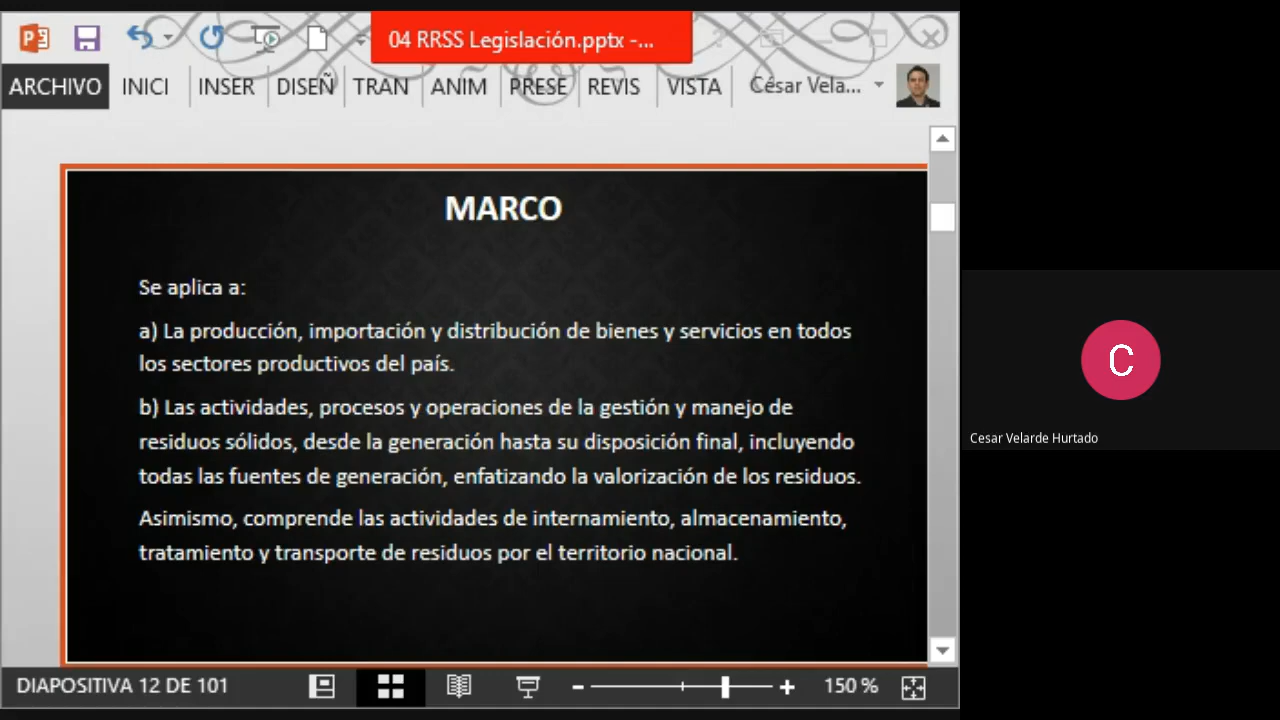 04 RRSS Legislación.pptx -...
ARCHIVO INICI INSER DISEÑ TRAN ANIM PRESE REVIS VISTA César Vela...
MARCO
Se aplica a:
a) La producción, importación y distribución de bienes y servicios en todos
los sectores productivos del país.
b) Las actividades, procesos y operaciones de la gestión y manejo de
residuos sólidos, desde la generación hasta su disposición final, incluyendo
todas las fuentes de generación, enfatizando la valorización de los residuos.
Asimismo, comprende las actividades de internamiento, almacenamiento,
tratamiento y transporte de residuos por el territorio nacional.
DIAPOSITIVA 12 DE 101 150 %
C
Cesar Velarde Hurtado